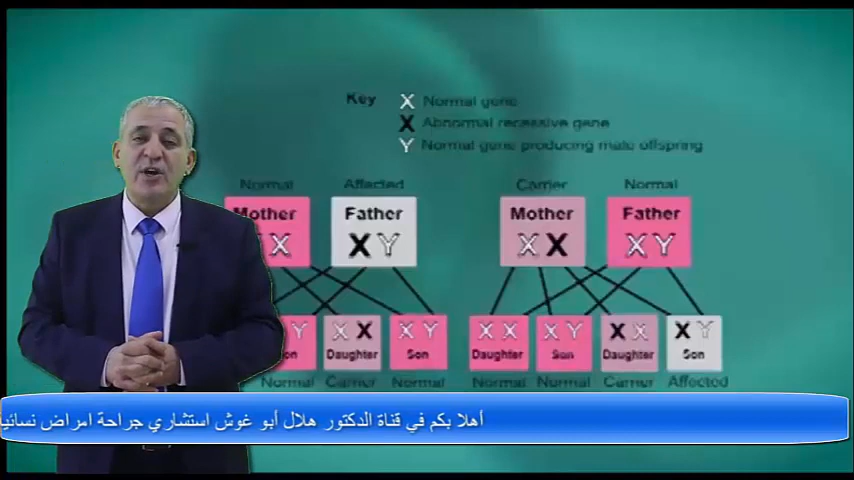 Key
X Normal gene
X Abnormal recessive gene
Y Normal gene producing male offspring
Normal Affected Carrier Normal
Mother Father Mother Father
X X Y X X X Y
Y X X X Y X X X Y X X X Y
Daughter Son Daughter Son Daughter Son
Normal Carrier Normal Normal Normal Carrier Affected
أهلا بكم في قناة الدكتور هلال أبو غوش استشاري جراحة امراض نسائية